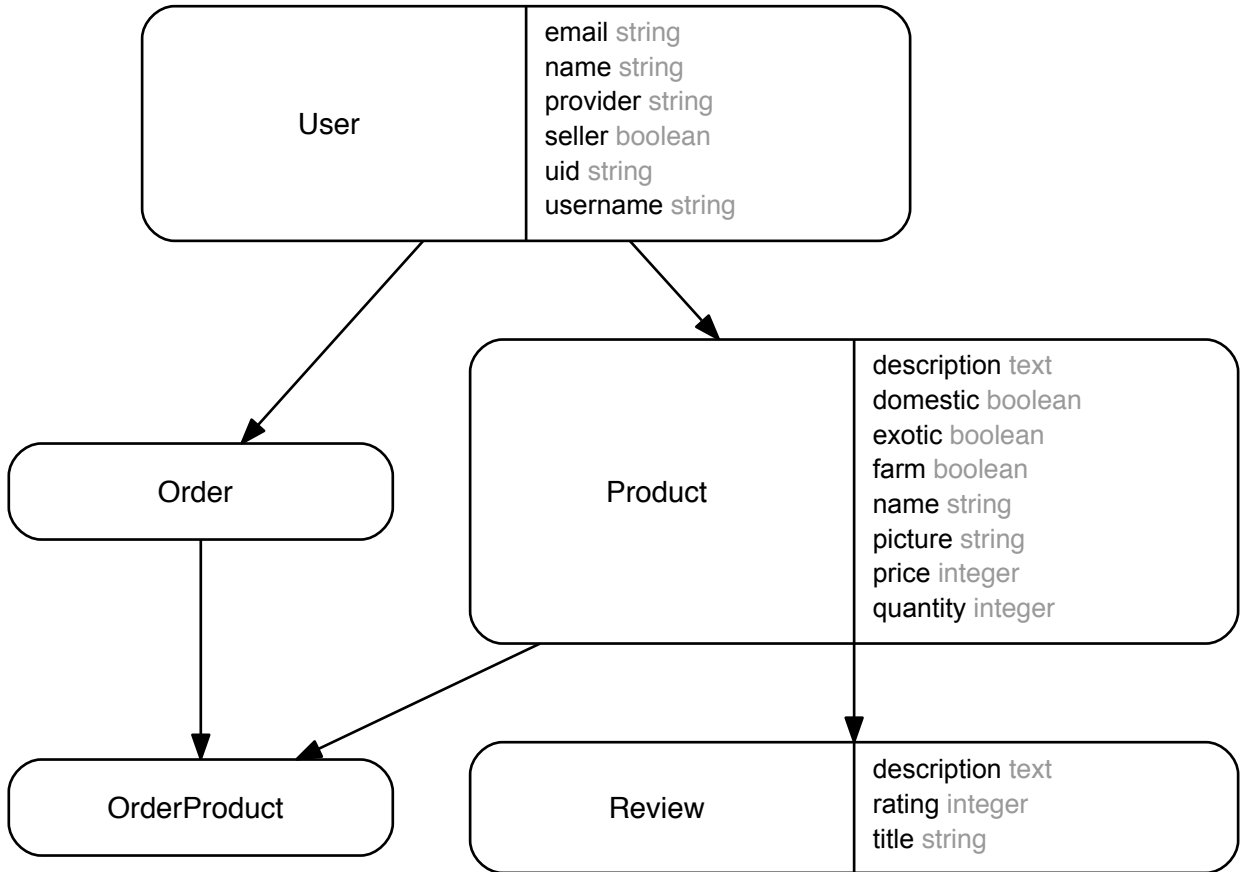 User
email string
name string
provider string
seller boolean
uid string
username string
Order
Product
description text
domestic boolean
exotic boolean
farm boolean
name string
picture string
price integer
quantity integer
OrderProduct
Review
description text
rating integer
title string